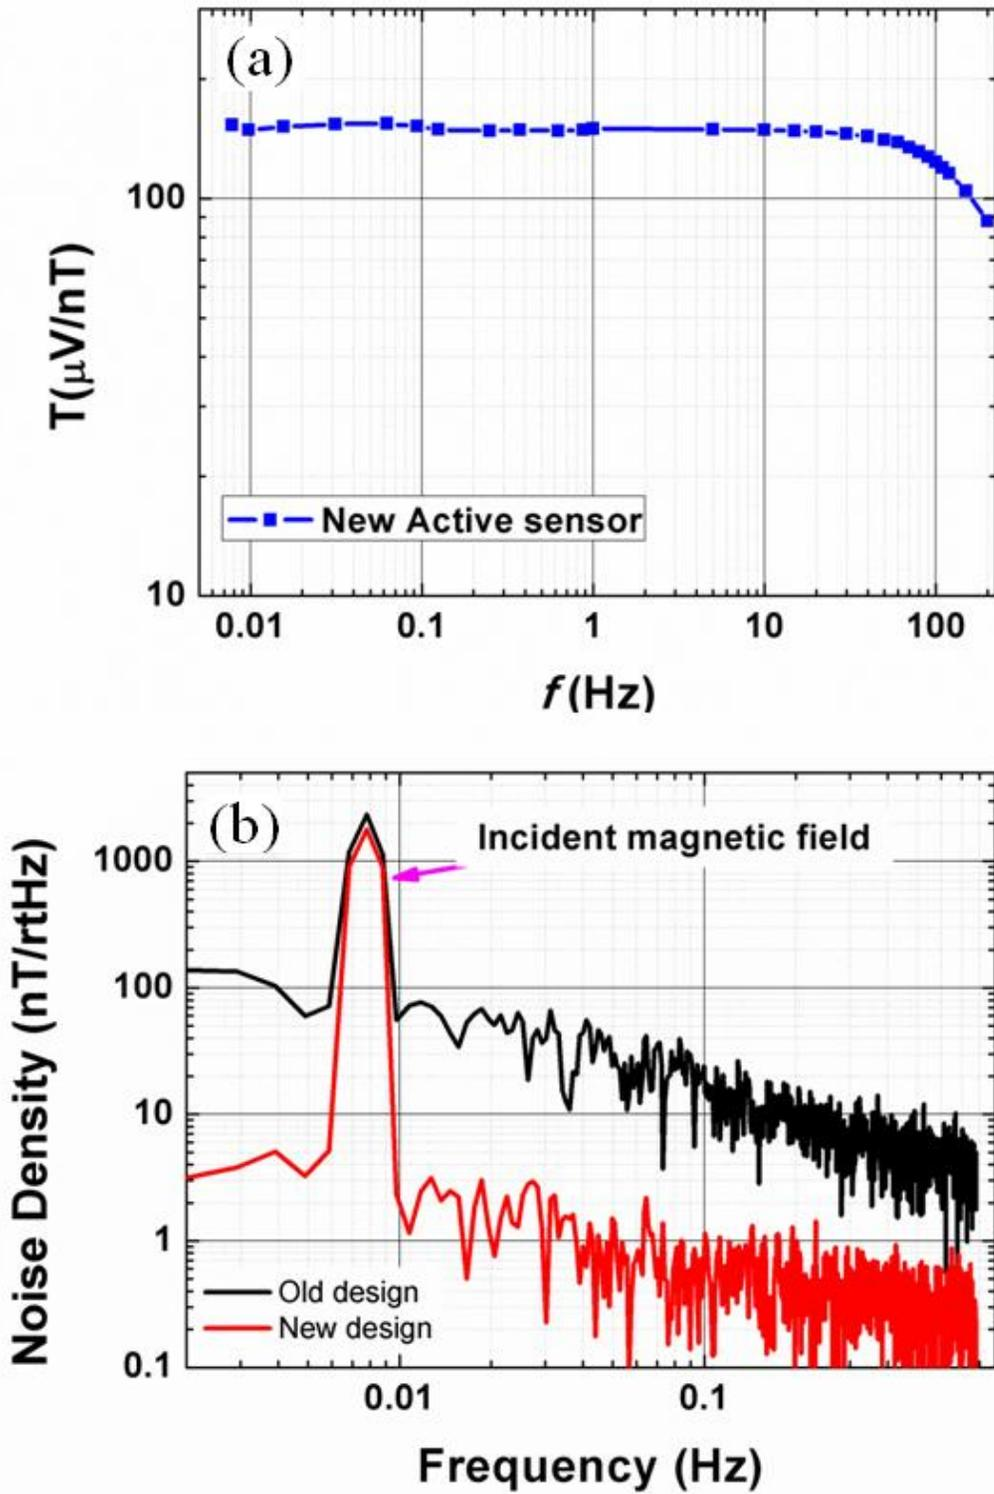 (a)
100
10
T(μV/nT)
New Active sensor
0.01 0.1 1 10 100
f (Hz)
(b)
Incident magnetic field
1000
100
10
1
0.1
Noise Density (nT/rtHz)
Old design
New design
0.01 0.1
Frequency (Hz)